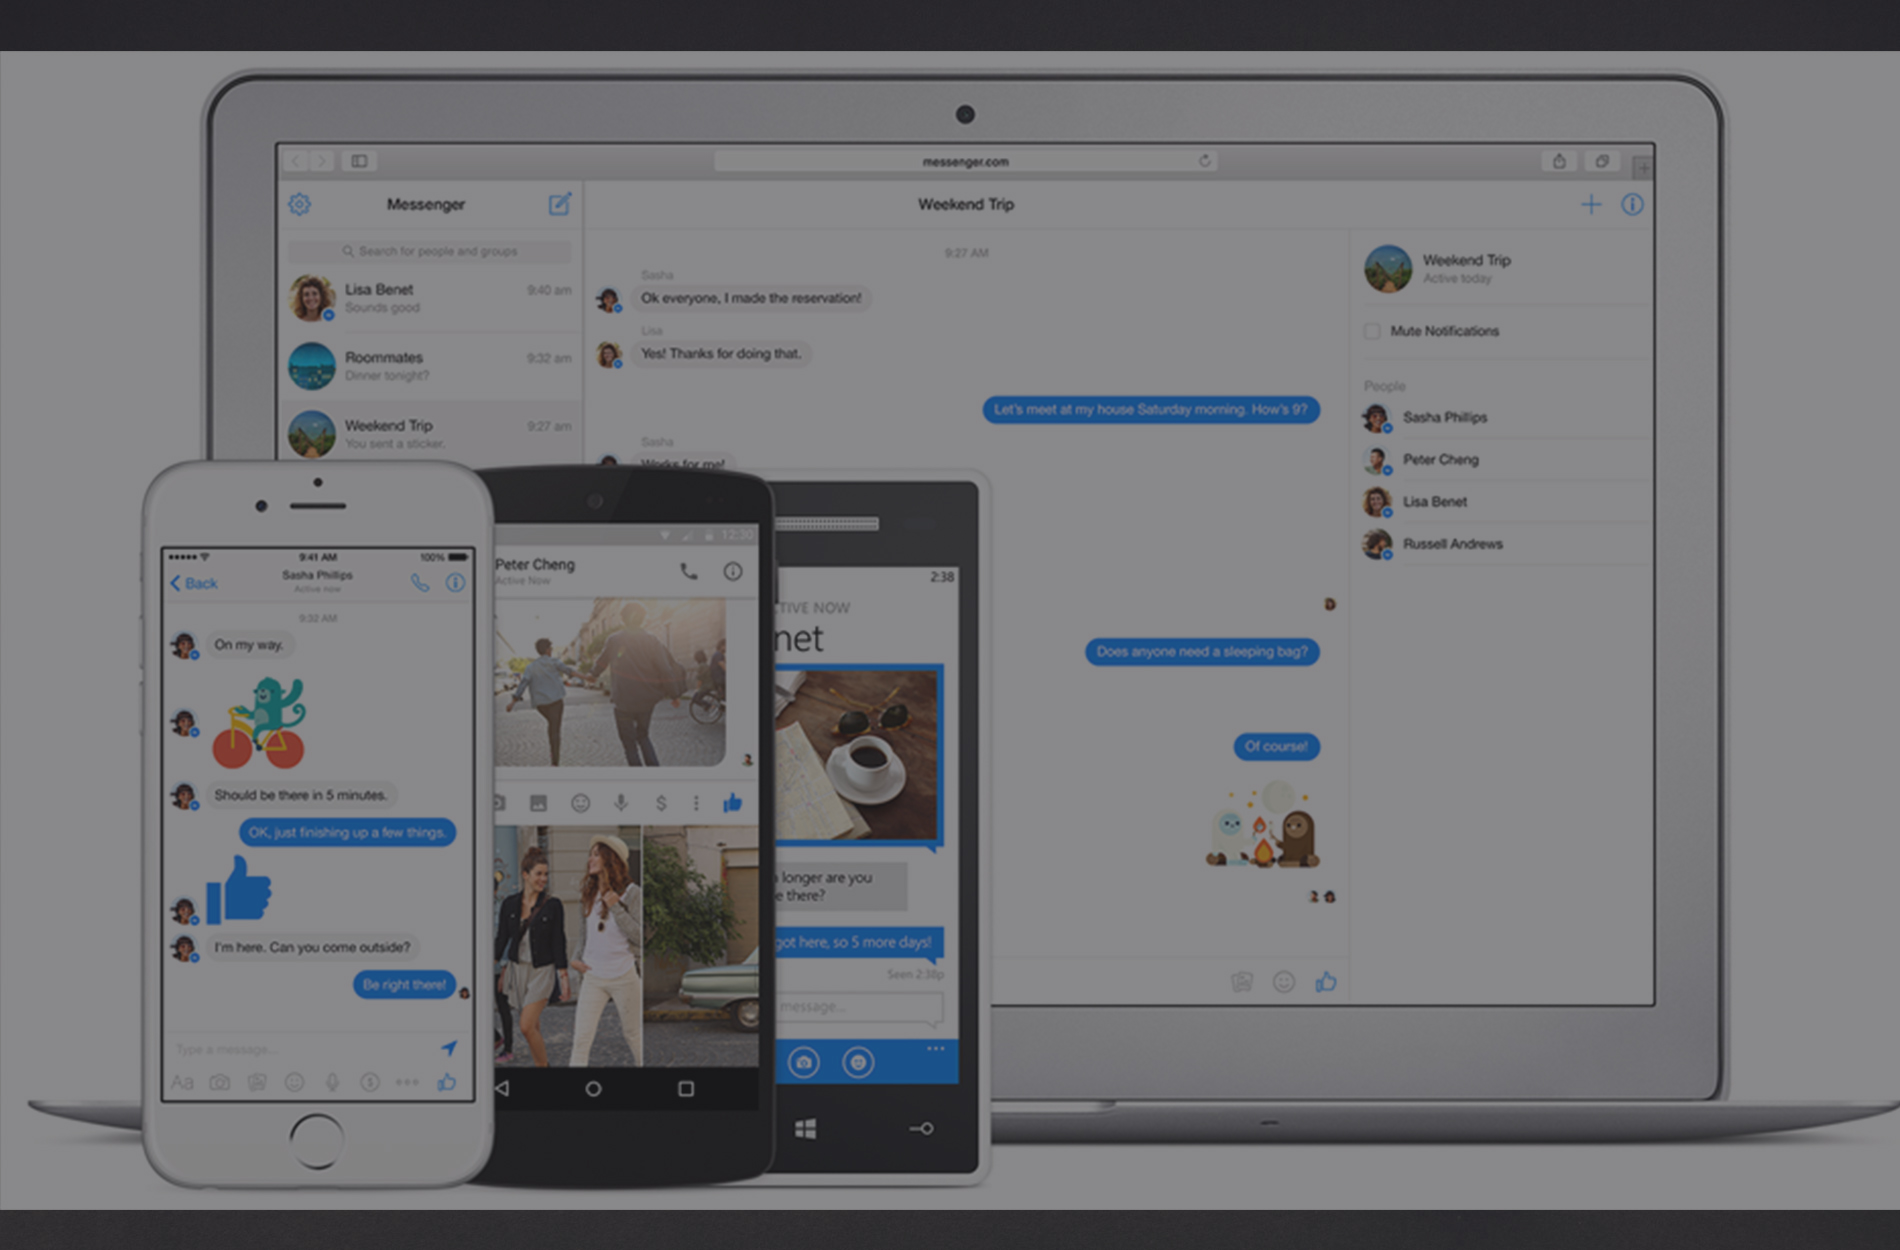 messenger.com
Messenger
Weekend Trip
Search for people and groups
Lisa Benet
9:40 am
Sounds good
Roommates
9:32 am
Dinner tonight?
Weekend Trip
9:27 am
You sent a sticker.
9:27 AM
Sasha
Ok everyone, I made the reservation!
Lisa
Yes! Thanks for doing that.
Let's meet at my house Saturday morning. How's 9?
Sasha
Works for me!
Does anyone need a sleeping bag?
Of course!
Weekend Trip
Active today
Mute Notifications
People
Sasha Phillips
Peter Cheng
Lisa Benet
Russell Andrews
9:41 AM
100%
Back
Sasha Phillips
Active now
9:32 AM
On my way.
Should be there in 5 minutes.
OK, just finishing up a few things.
I'm here. Can you come outside?
Be right there!
Type a message...
Aa
12:30
Peter Cheng
Active Now
$
2:38
TIVE NOW
net
longer are you
e there?
got here, so 5 more days!
Seen 2:38p
message...